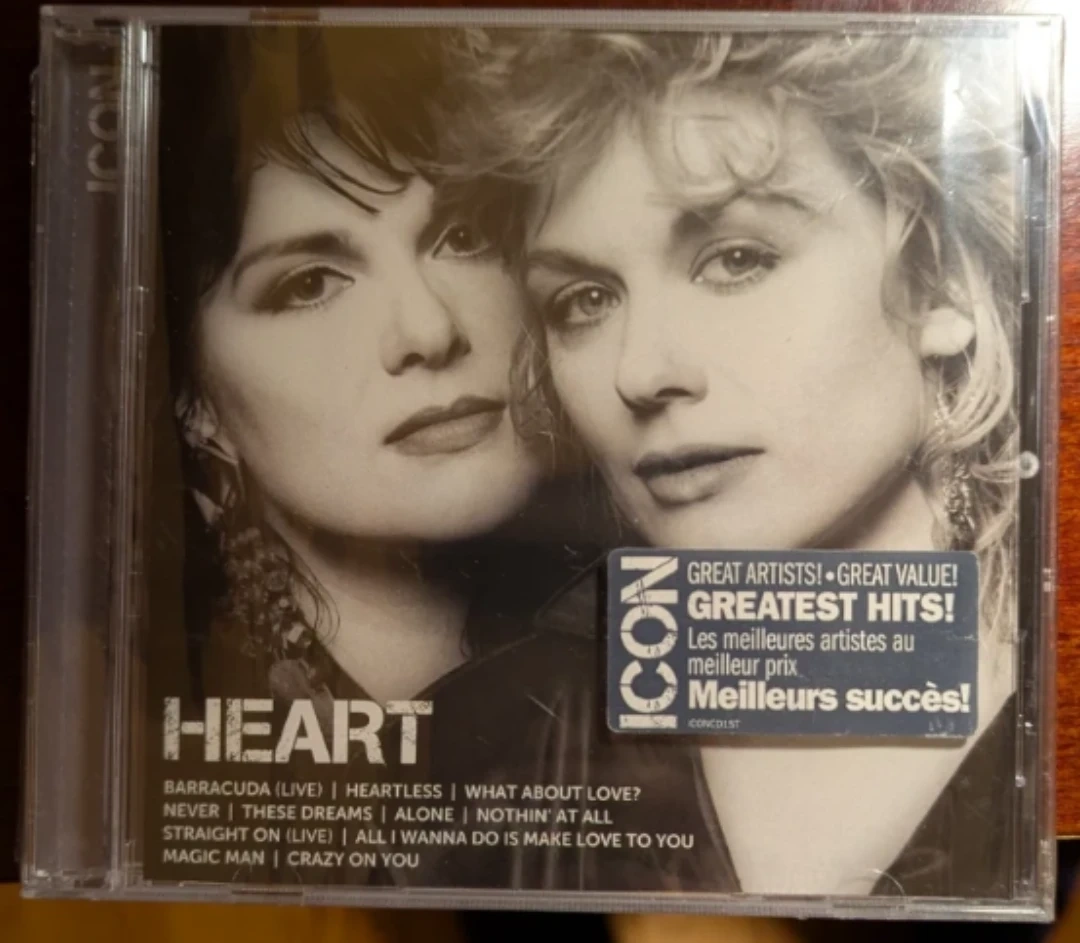 ICON
GREAT ARTISTS! • GREAT VALUE!
GREATEST HITS!
Les meilleures artistes au
meilleur prix
Meilleurs succès!
ICON
ICONCD1ST
HEART
BARRACUDA (LIVE) | HEARTLESS | WHAT ABOUT LOVE?
NEVER | THESE DREAMS | ALONE | NOTHIN' AT ALL
STRAIGHT ON (LIVE) | ALL I WANNA DO IS MAKE LOVE TO YOU
MAGIC MAN | CRAZY ON YOU